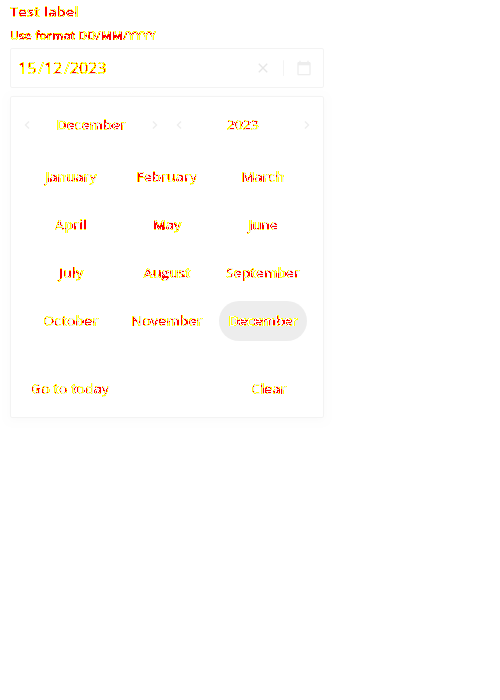 Test label
Use format DD/MM/YYYY
15/12/2023
December 2023
January February March
April May June
July August September
October November December
Go to today Clear